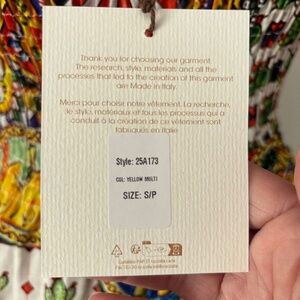 Thank you for choosing our garment.
The research, style, materials and all the
processes that led to the creation of this garment
are Made in Italy.
Merci pour choisir notre vêtement. La recherche,
le style, matériaux et tous les processus qui a
conduit à la création de ce vêtement sont
fabriqués en Italie
Style: 25A173
COL: YELLOW MULTI
SIZE: S/P